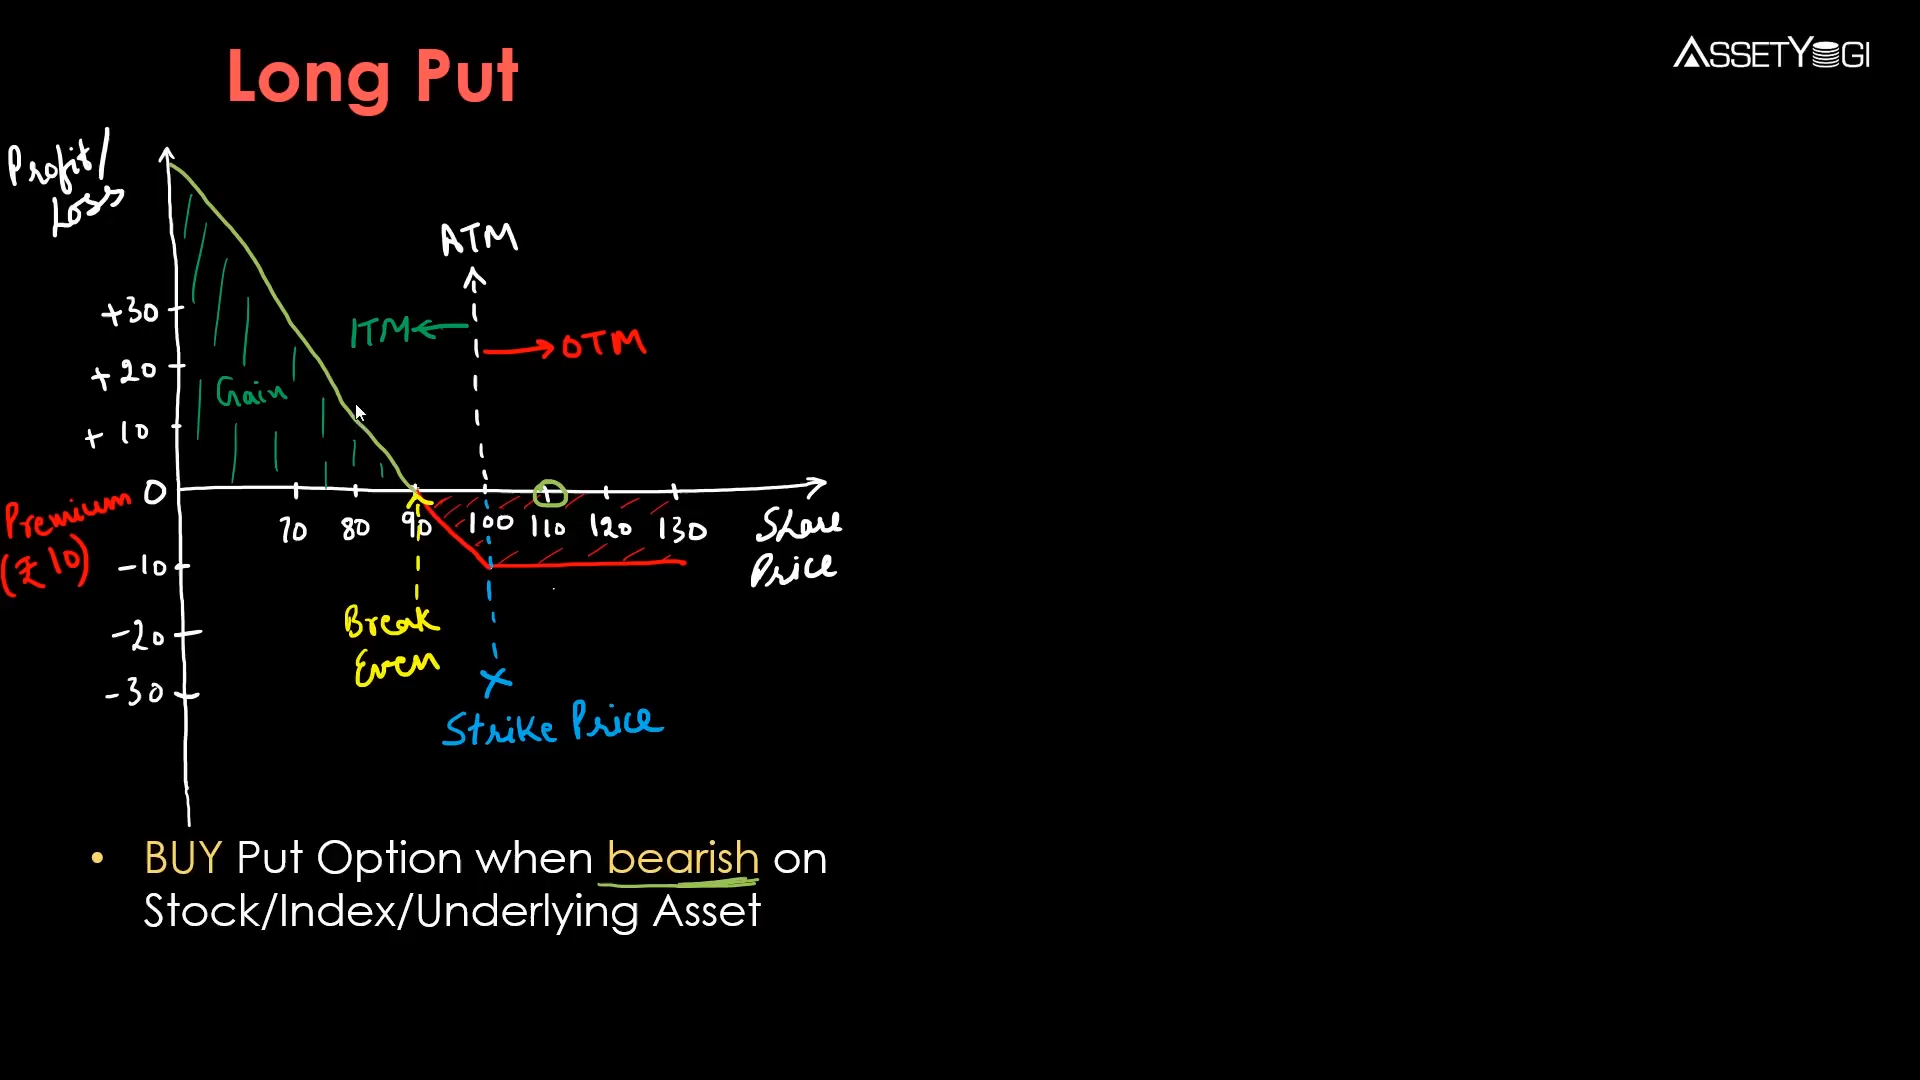 Long Put
ASSETYOGI
Profit/
Loss
ATM
ITM
OTM
+30
+20
+10
0
-10
-20
-30
Gain
Premium
(₹10)
70 80 90 100 110 120 130
Share
Price
Break
Even
Strike Price
• BUY Put Option when bearish on
Stock/Index/Underlying Asset